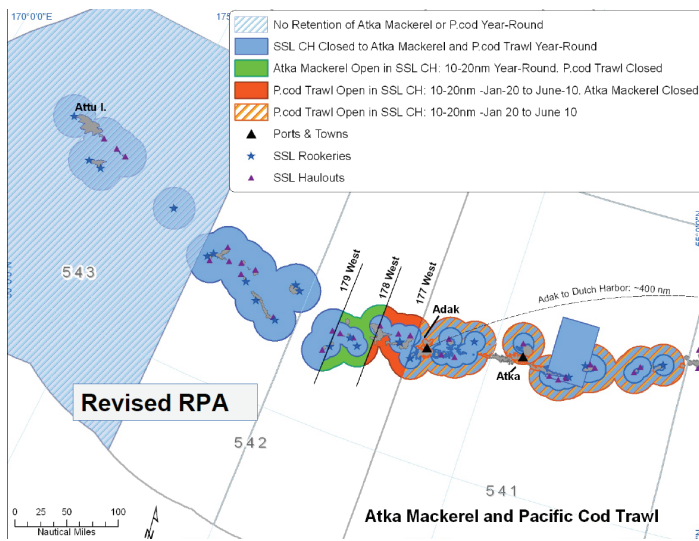 170°0'0"E
No Retention of Atka Mackerel or P.cod Year-Round
SSL CH Closed to Atka Mackerel and P.cod Trawl Year-Round
Atka Mackerel Open in SSL CH: 10-20nm Year-Round. P.cod Trawl Closed
P.cod Trawl Open in SSL CH: 10-20nm -Jan-20 to June-10. Atka Mackerel Closed
P.cod Trawl Open in SSL CH: 10-20nm -Jan 20 to June 10
Ports & Towns
SSL Rookeries
SSL Haulouts
Attu I.
543
179 West
178 West
177 West
Adak
Adak to Dutch Harbor: ~400 nm
Atka
Revised RPA
542
541
Atka Mackerel and Pacific Cod Trawl
0 25 50 100
Nautical Miles